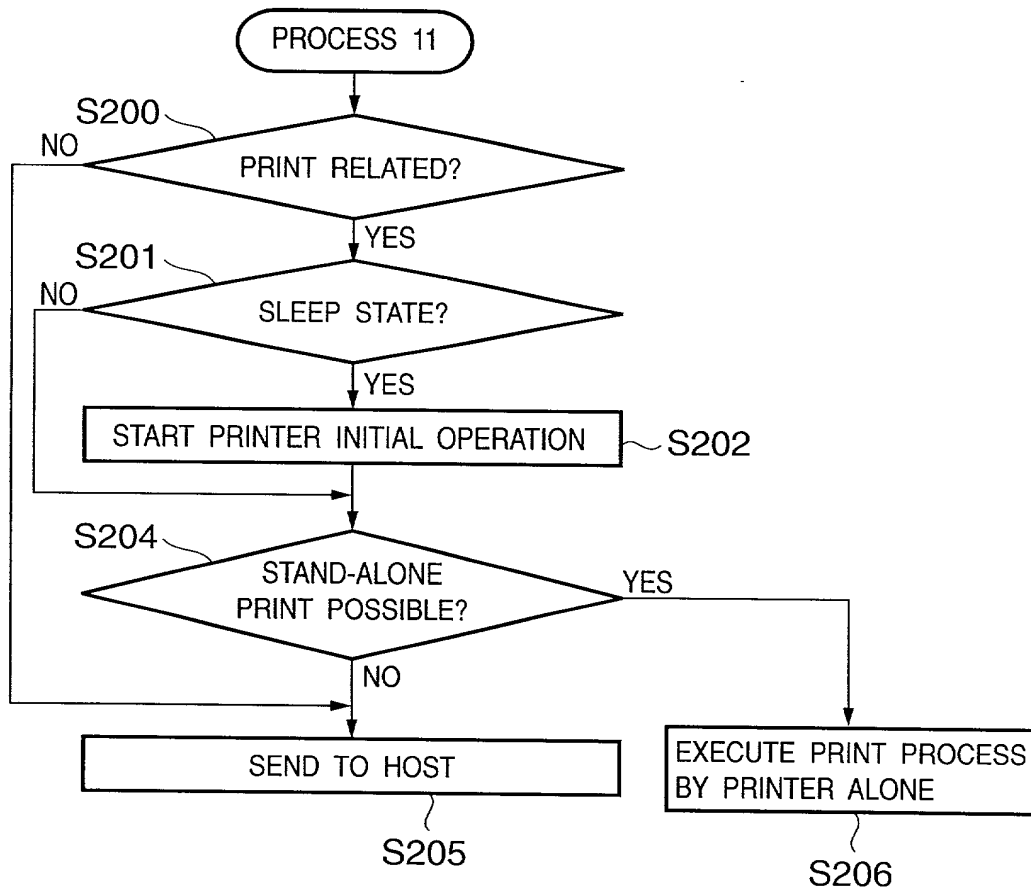 PROCESS 11
S200
NO
PRINT RELATED?
YES
S201
NO
SLEEP STATE?
YES
START PRINTER INITIAL OPERATION
S202
S204
STAND-ALONE
PRINT POSSIBLE?
YES
NO
SEND TO HOST
S205
EXECUTE PRINT PROCESS
BY PRINTER ALONE
S206